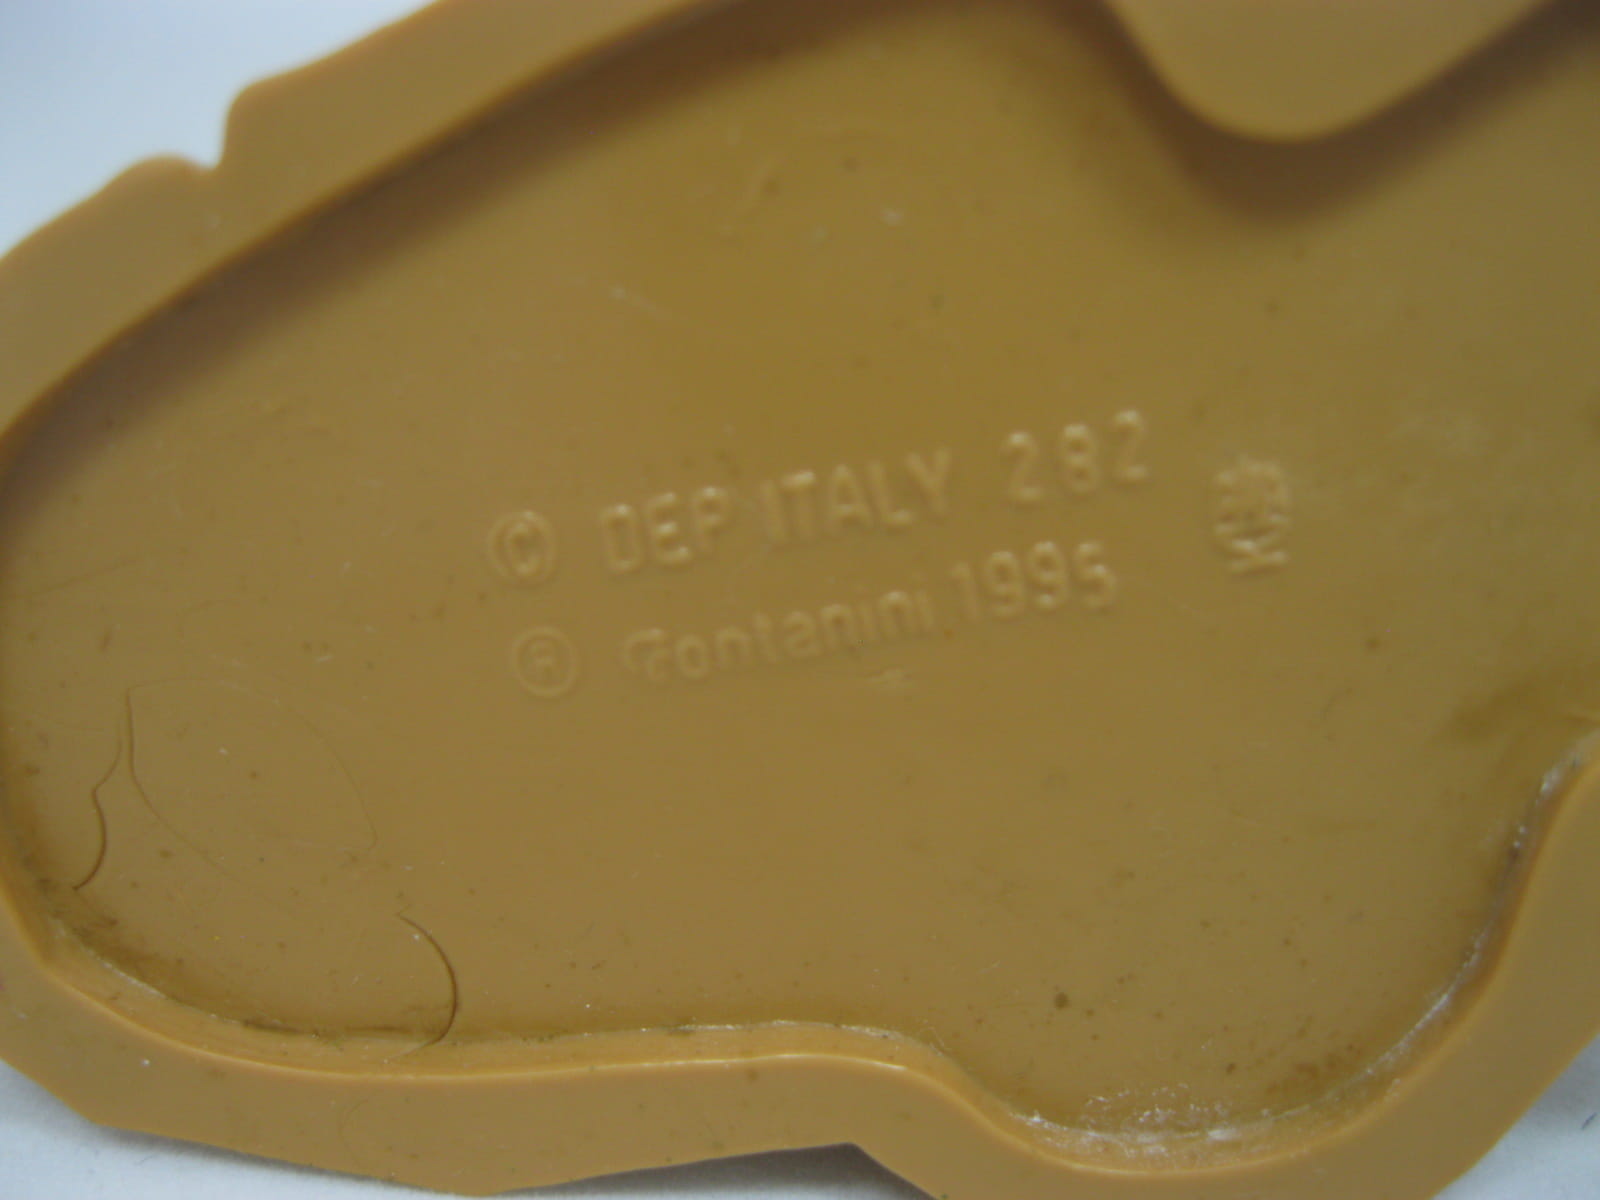 © DEP ITALY 282
® Fontanini 1995